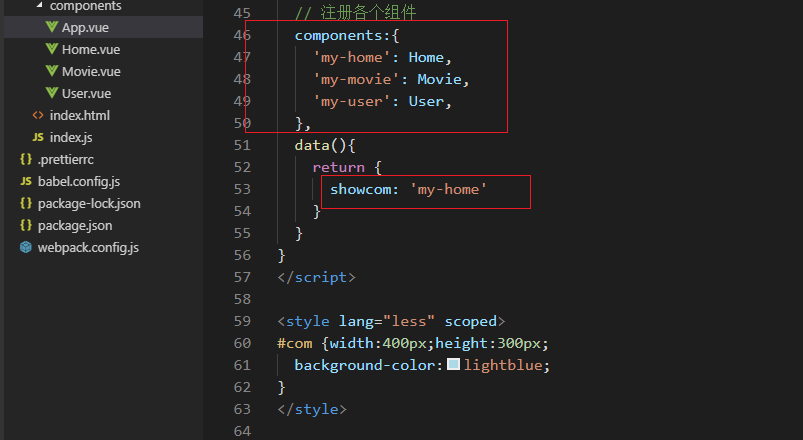 components
App.vue
Home.vue
Movie.vue
User.vue
index.html
JS index.js
{} .prettierrc
JS babel.config.js
{} package-lock.json
{} package.json
webpack.config.js
45 // 注册各个组件
46 components:{
47 'my-home': Home,
48 'my-movie': Movie,
49 'my-user': User,
50 },
51 data(){
52 return {
53 showcom: 'my-home'
54 }
55 }
56 }
57 </script>
58
59 <style lang="less" scoped>
60 #com {width:400px;height:300px;
61 background-color:lightblue;
62 }
63 </style>
64